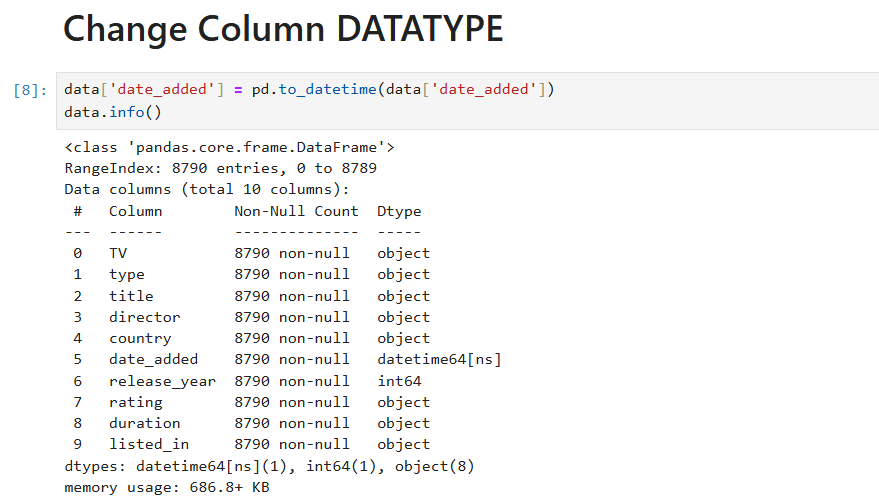 Change Column DATATYPE
[8]: data['date_added'] = pd.to_datetime(data['date_added'])
data.info()
<class 'pandas.core.frame.DataFrame'>
RangeIndex: 8790 entries, 0 to 8789
Data columns (total 10 columns):
 #   Column        Non-Null Count  Dtype
---  ------        --------------  -----
 0   TV            8790 non-null   object
 1   type          8790 non-null   object
 2   title         8790 non-null   object
 3   director      8790 non-null   object
 4   country       8790 non-null   object
 5   date_added    8790 non-null   datetime64[ns]
 6   release_year  8790 non-null   int64
 7   rating        8790 non-null   object
 8   duration      8790 non-null   object
 9   listed_in     8790 non-null   object
dtypes: datetime64[ns](1), int64(1), object(8)
memory usage: 686.8+ KB